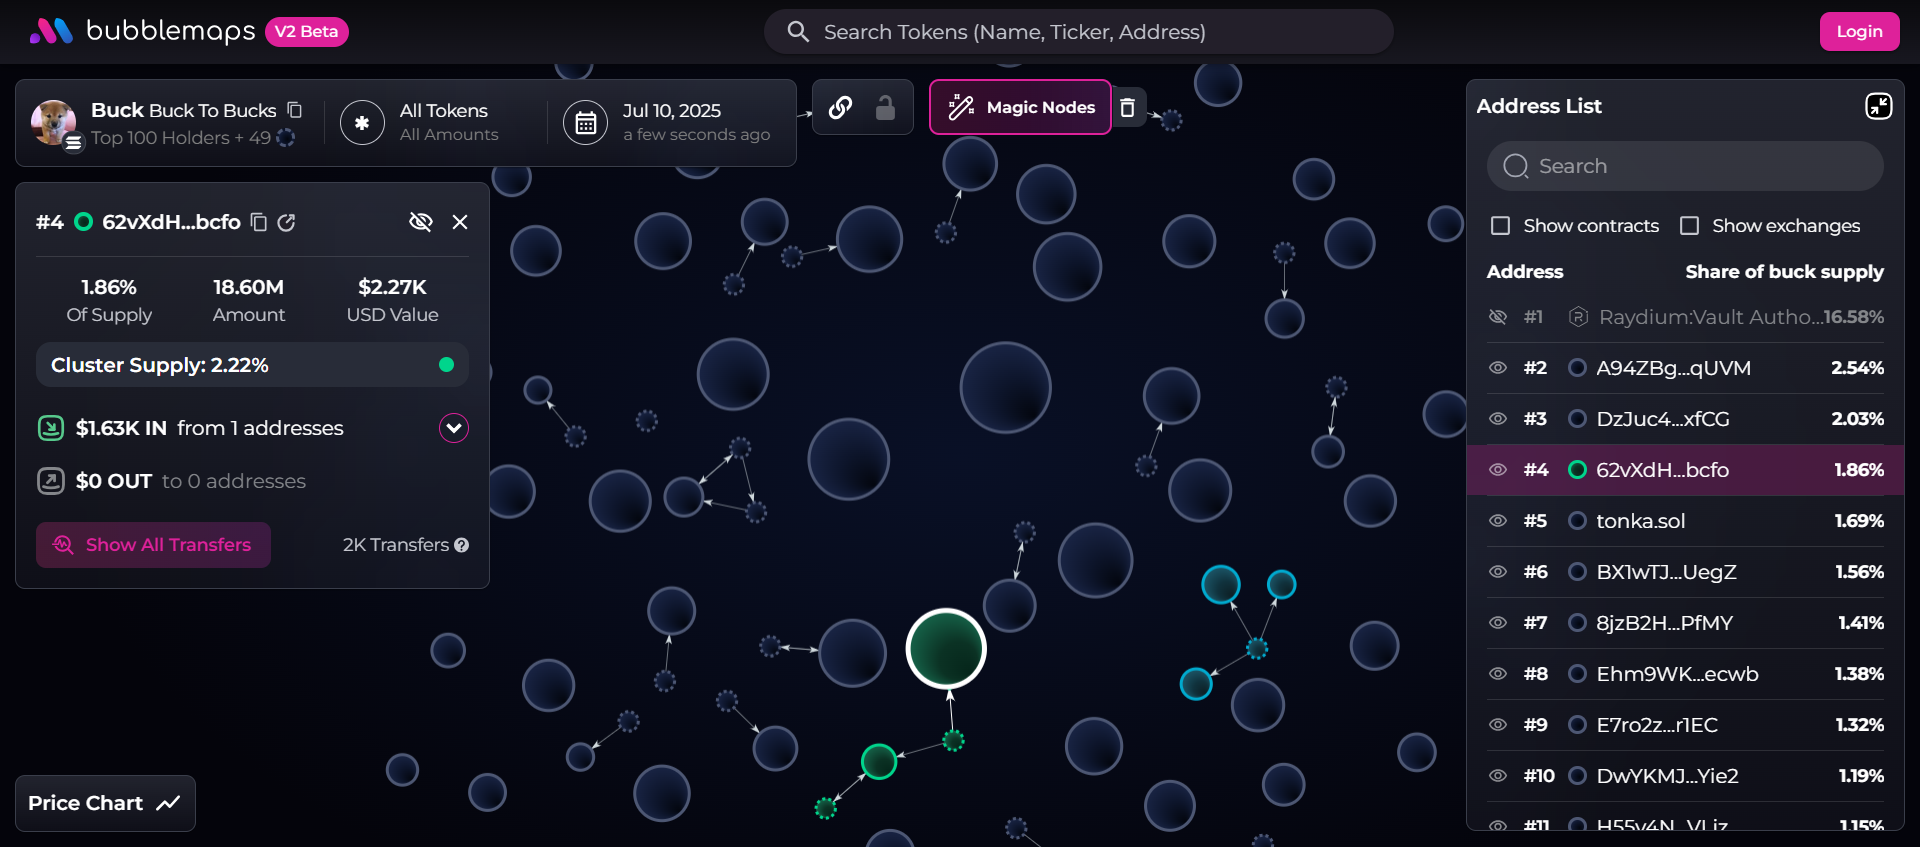 bubblemaps V2 Beta
Search Tokens (Name, Ticker, Address)
Login
Buck Buck To Bucks
Top 100 Holders + 49
All Tokens
All Amounts
Jul 10, 2025
a few seconds ago
Magic Nodes
#4 62vXdH...bcfo
1.86% 18.60M $2.27K
Of Supply Amount USD Value
Cluster Supply: 2.22%
$1.63K IN from 1 addresses
$0 OUT to 0 addresses
Show All Transfers 2K Transfers ?
Price Chart
Address List
Search
Show contracts Show exchanges
Address Share of buck supply
#1 Raydium:Vault Autho... 16.58%
#2 A94ZBg...qUVM 2.54%
#3 DzJuc4...xfCG 2.03%
#4 62vXdH...bcfo 1.86%
#5 tonka.sol 1.69%
#6 BX1wTJ...UegZ 1.56%
#7 8jzB2H...PfMY 1.41%
#8 Ehm9WK...ecwb 1.38%
#9 E7ro2z...r1EC 1.32%
#10 DwYKMJ...Yie2 1.19%
#11 1.15%